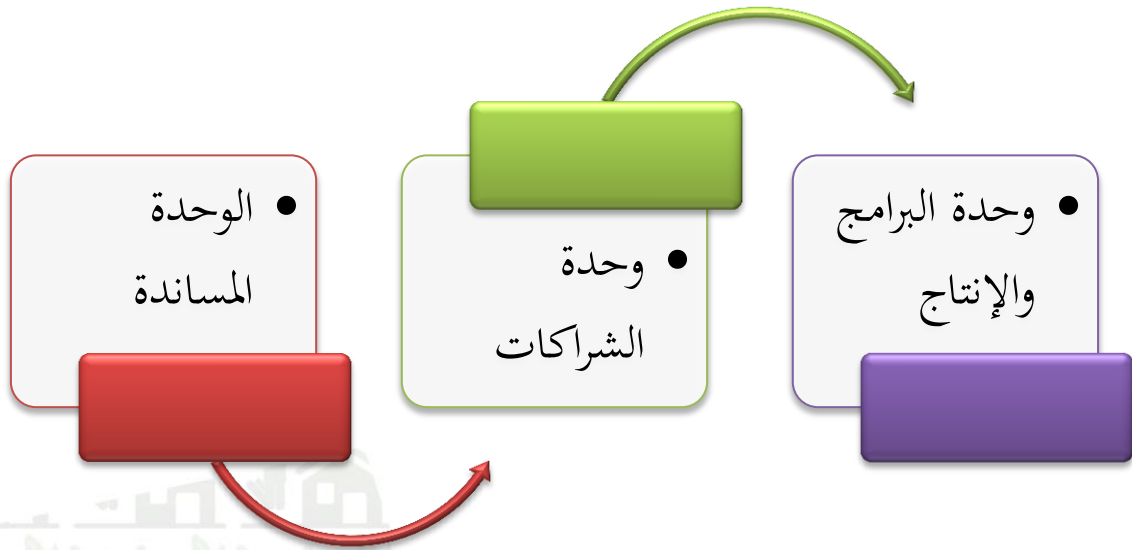 • وحدة البرامج
والإنتاج
• وحدة
الشراكات
• الوحدة
المساندة